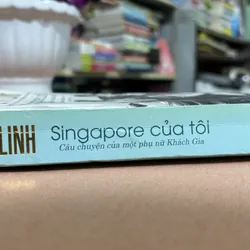 LINH
Singapore của tôi
Câu chuyện của một phụ nữ Khách Gia